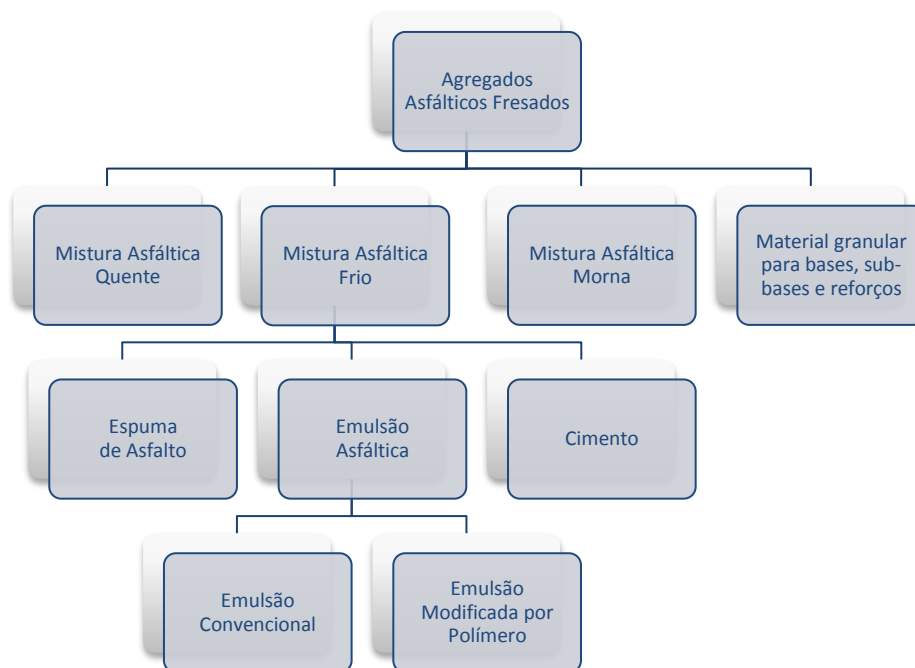 Agregados
Asfálticos Fresados
Mistura Asfáltica
Quente
Mistura Asfáltica
Frio
Mistura Asfáltica
Morna
Material granular
para bases, sub-
bases e reforços
Espuma
de Asfalto
Emulsão
Asfáltica
Cimento
Emulsão
Convencional
Emulsão
Modificada por
Polímero